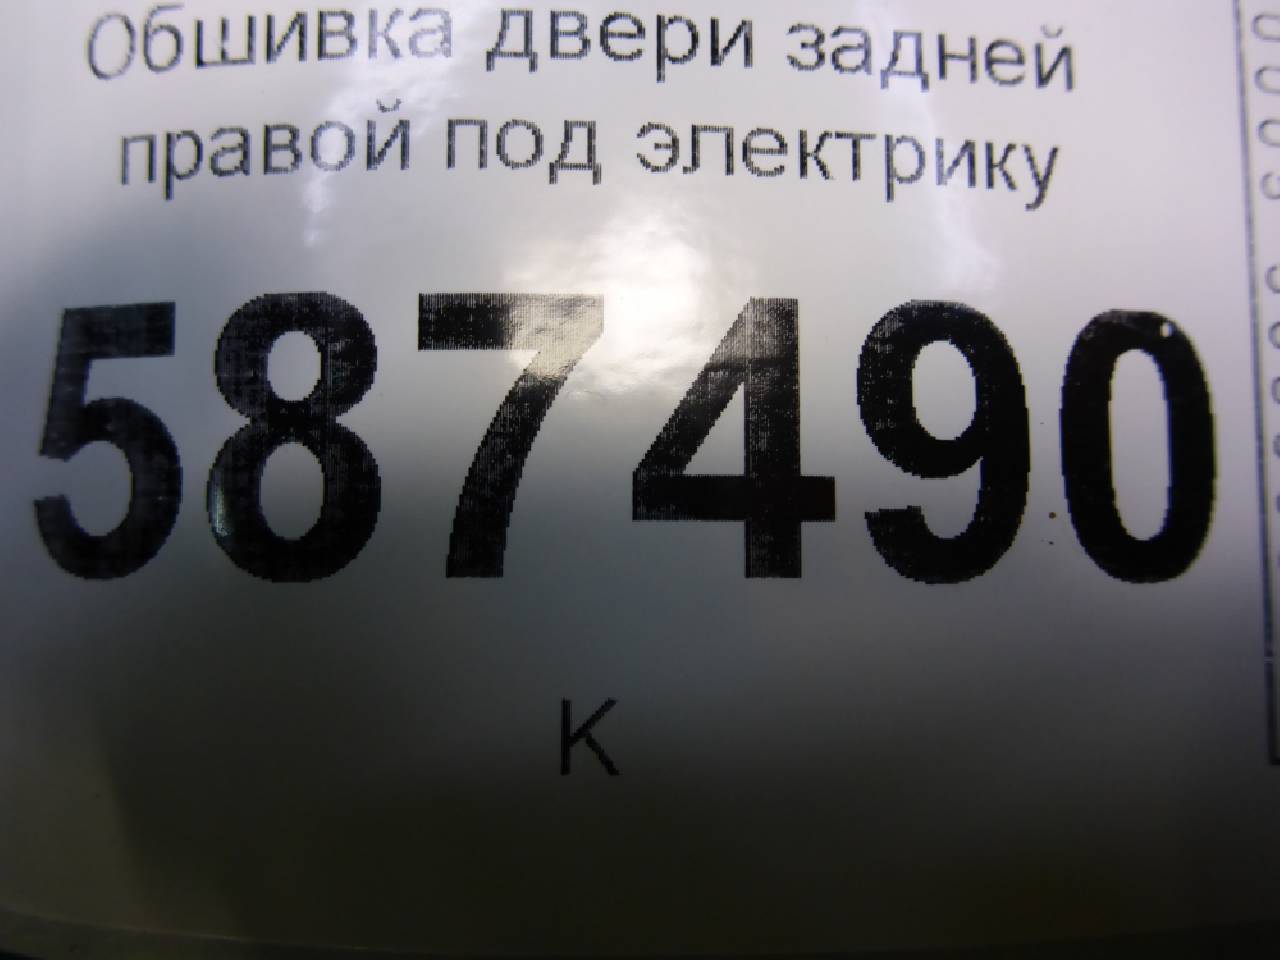 Обшивка двери задней
правой под электрику
587490
К